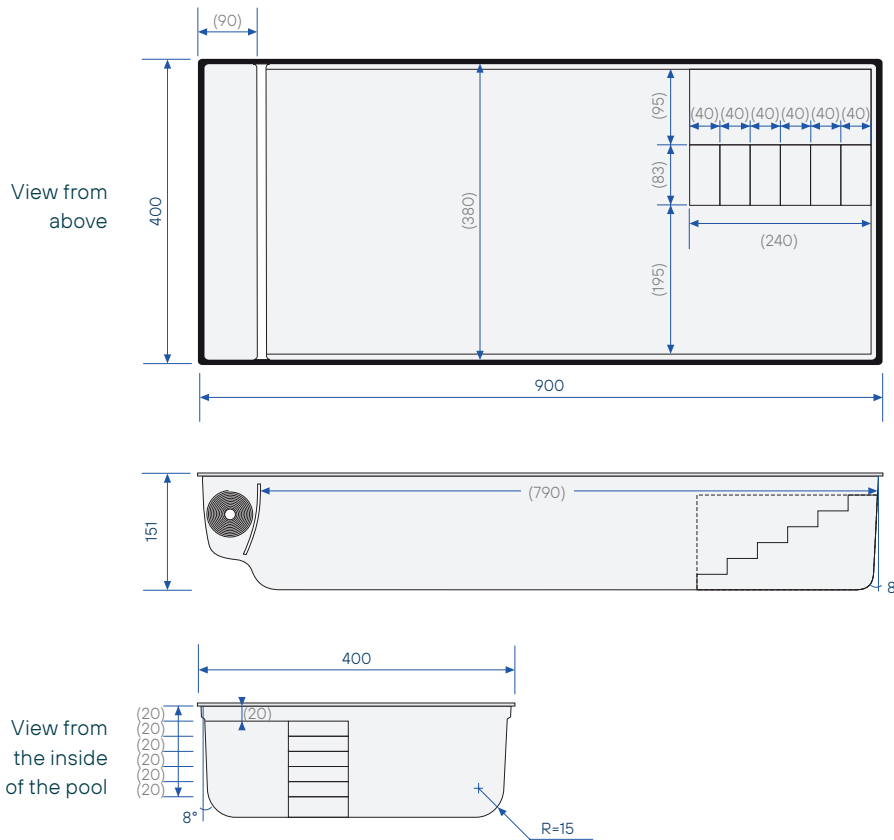 (90)
(95)
(40) (40) (40) (40) (40) (40)
View from
above
400
(380)
(83)
(240)
(195)
900
151
(790)
8
400
View from
the inside
of the pool
(20)
(20)
(20)
(20)
(20)
(20)
(20)
8°
R=15